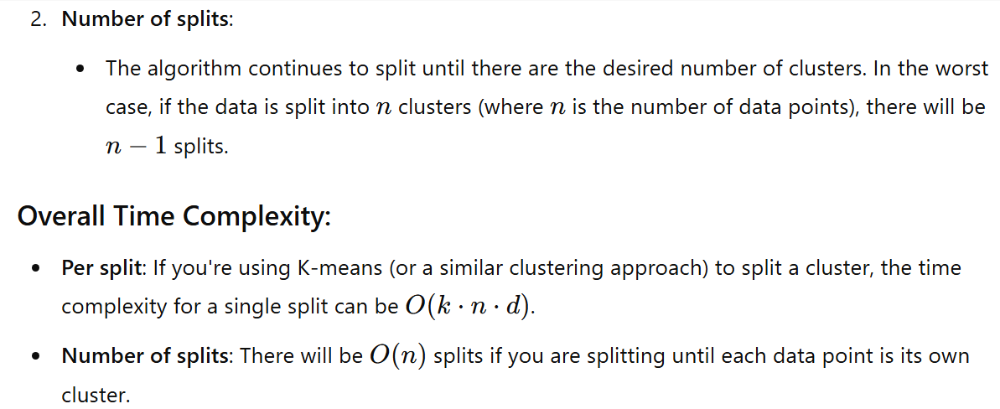 2. Number of splits:
• The algorithm continues to split until there are the desired number of clusters. In the worst
case, if the data is split into n clusters (where n is the number of data points), there will be
n − 1 splits.
Overall Time Complexity:
• Per split: If you're using K-means (or a similar clustering approach) to split a cluster, the time
complexity for a single split can be O(k · n · d).
• Number of splits: There will be O(n) splits if you are splitting until each data point is its own
cluster.